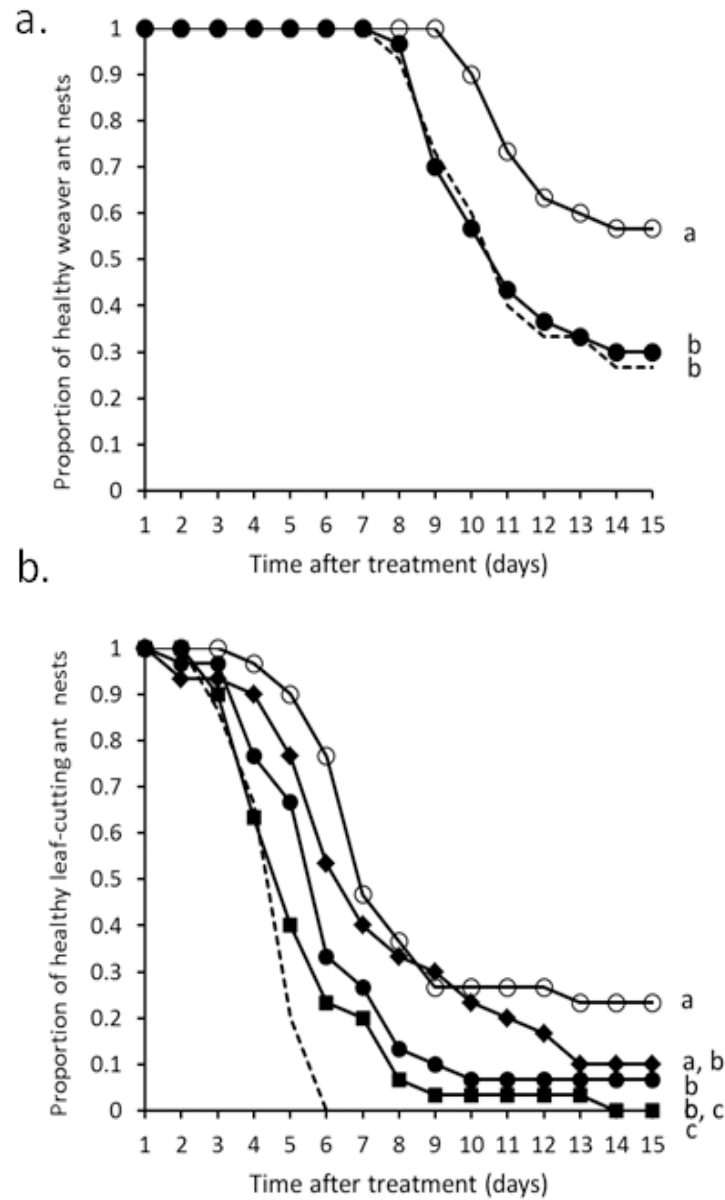 a.
Proportion of healthy weaver ant nests
1
0.9
0.8
0.7
0.6
0.5
0.4
0.3
0.2
0.1
0
a
b
b
1 2 3 4 5 6 7 8 9 10 11 12 13 14 15
Time after treatment (days)
b.
Proportion of healthy leaf-cutting ant nests
1
0.9
0.8
0.7
0.6
0.5
0.4
0.3
0.2
0.1
0
a
a, b
b
b, c
c
1 2 3 4 5 6 7 8 9 10 11 12 13 14 15
Time after treatment (days)